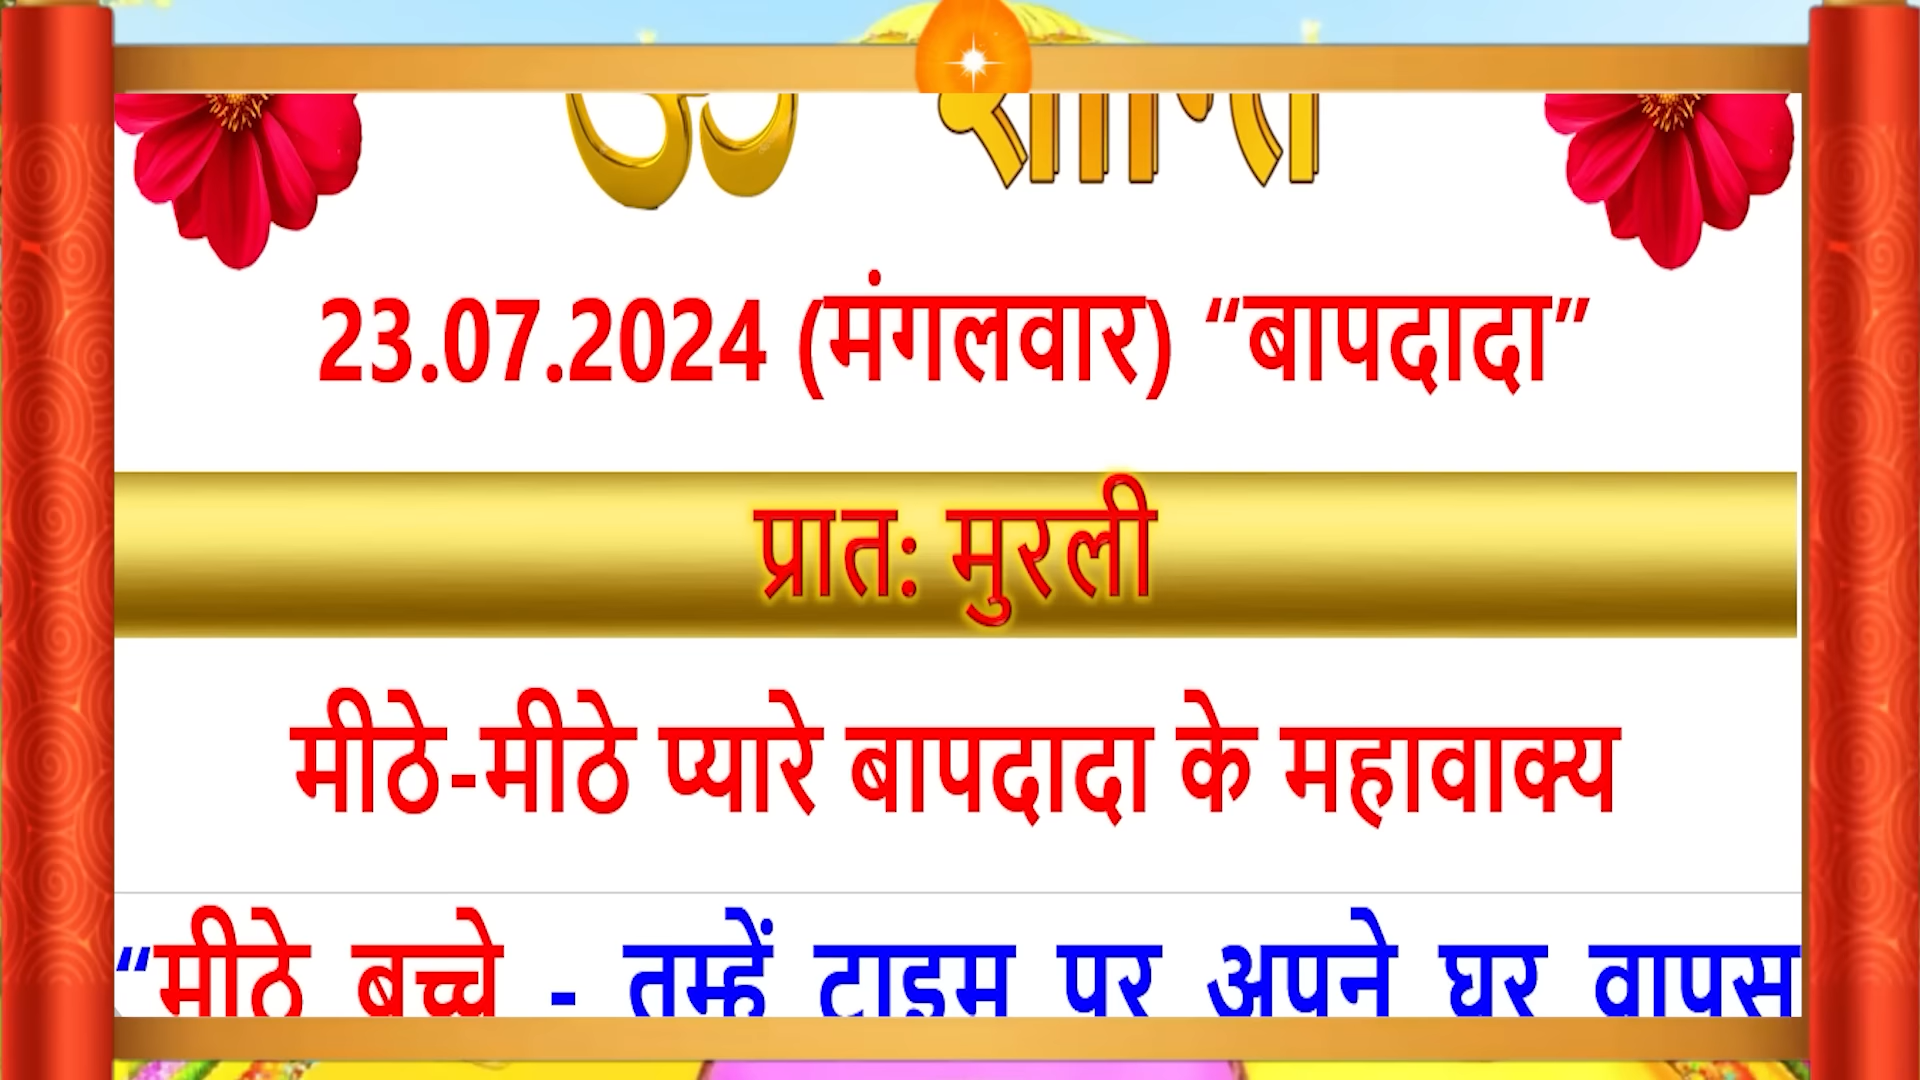 ॐ शान्ति
23.07.2024 (मंगलवार) “बापदादा”
प्रात: मुरली
मीठे-मीठे प्यारे बापदादा के महावाक्य
“मीठे बच्चे - तुम्हें टाइम पर अपने घर वापस